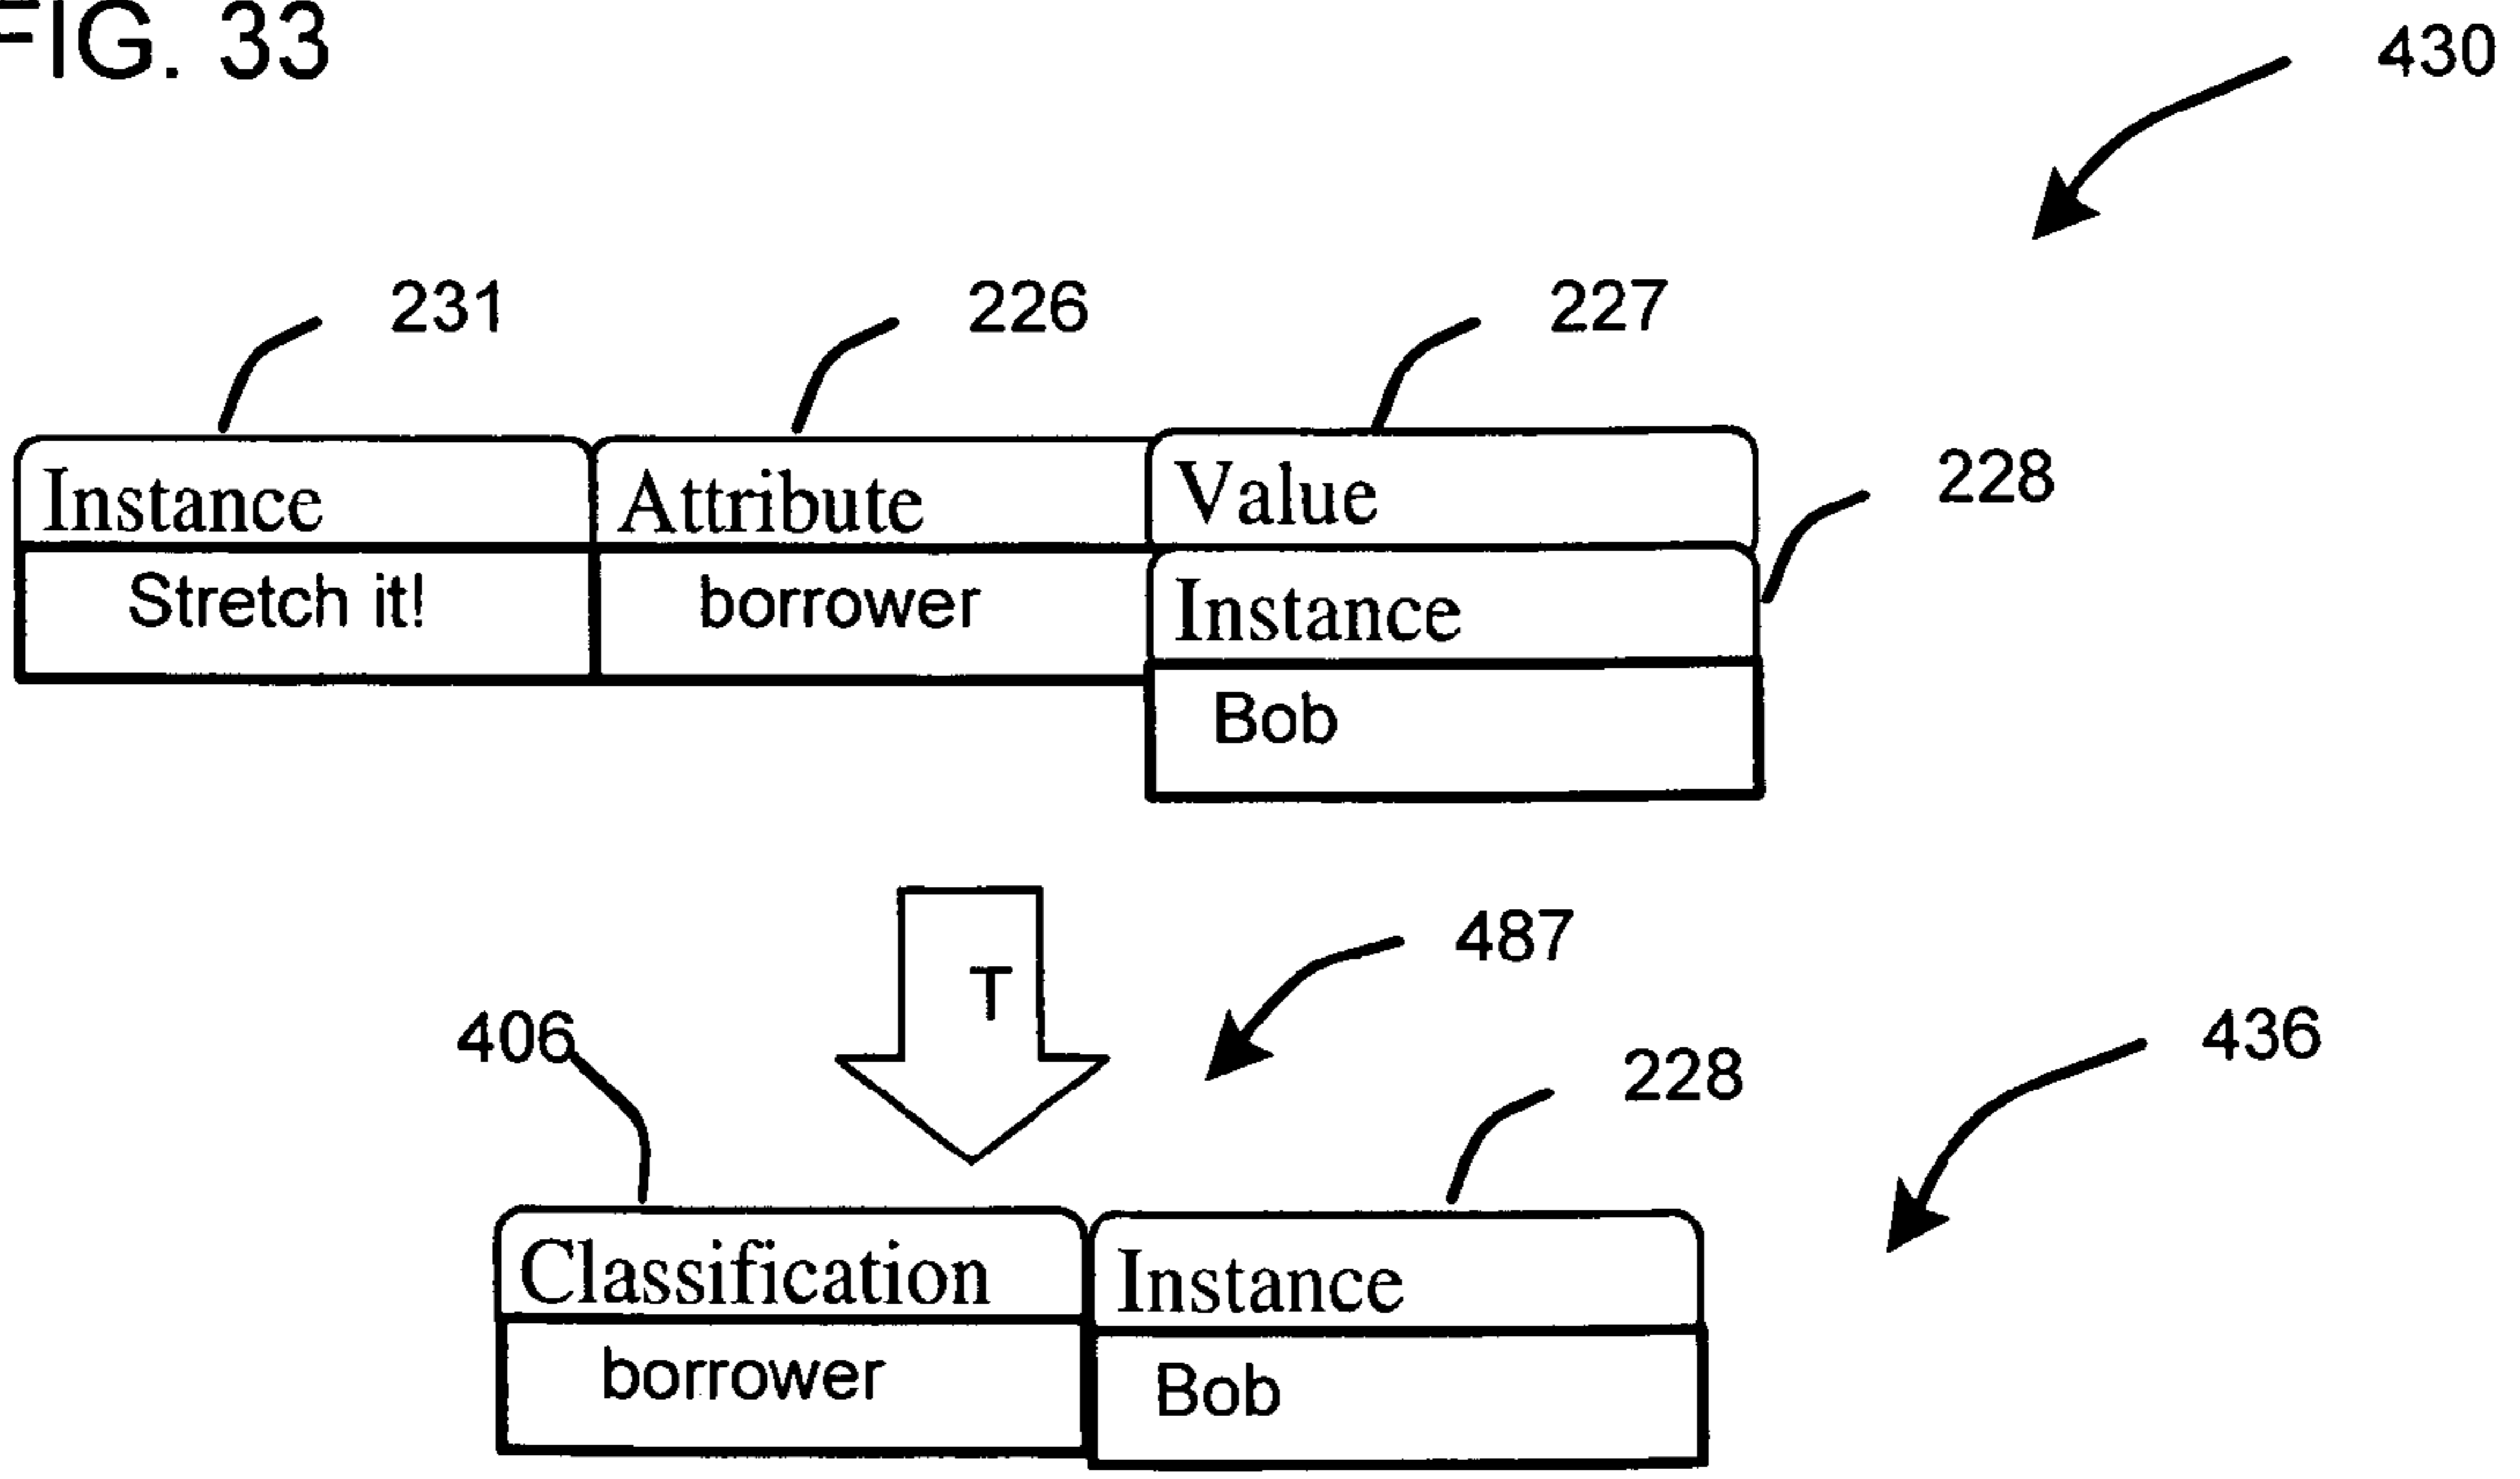 FIG. 33
430
231 226 227
228
Instance Attribute Value
Stretch it! borrower Instance
Bob
T
487
406
228
436
Classification Instance
borrower Bob